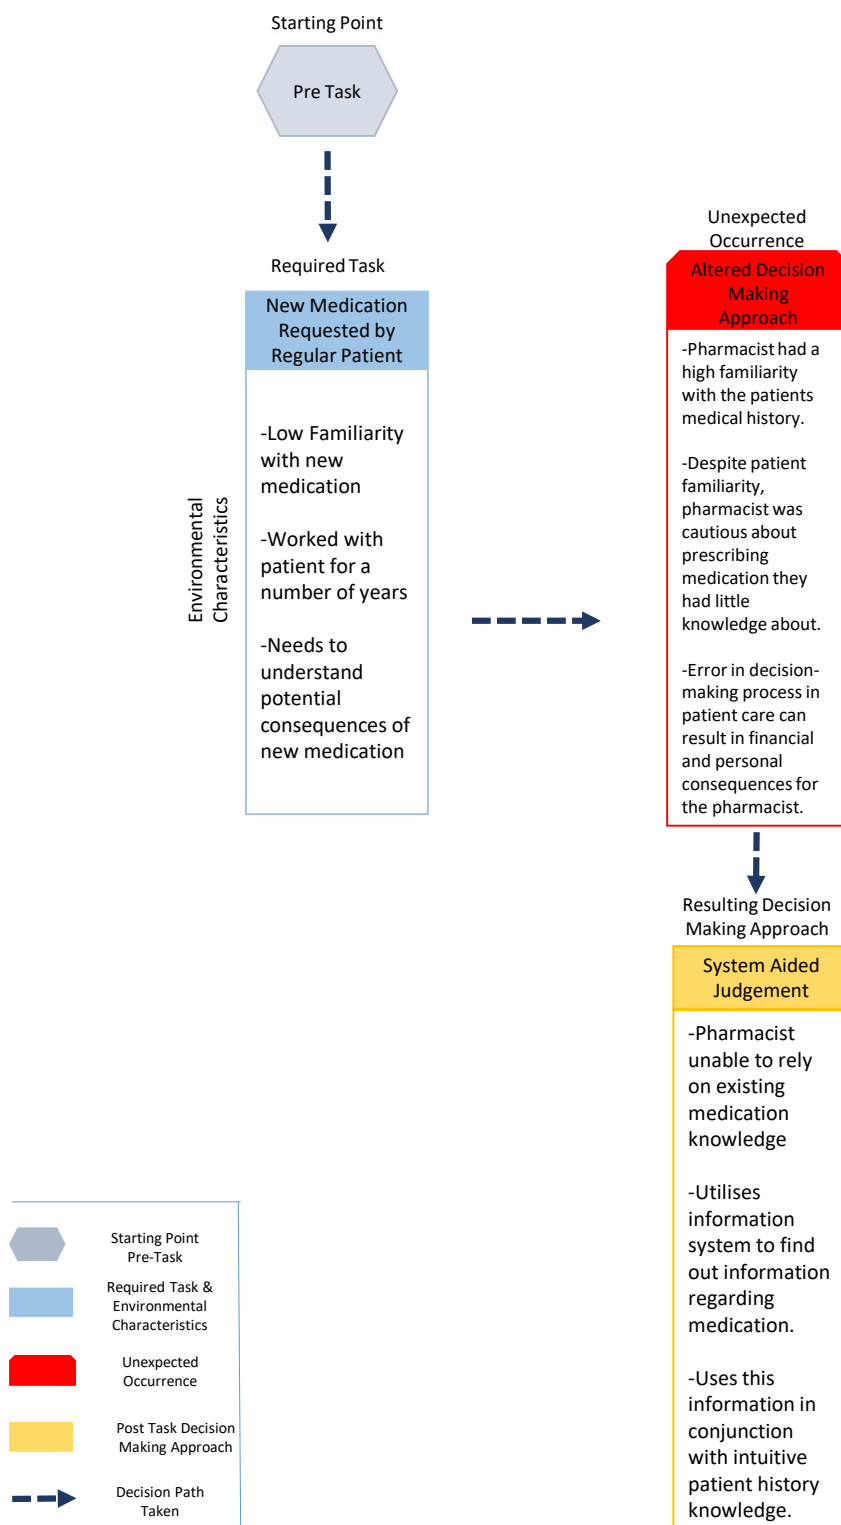 Starting Point
Pre Task
Required Task
New Medication
Requested by
Regular Patient
Environmental
Characteristics
-Low Familiarity
with new
medication
-Worked with
patient for a
number of years
-Needs to
understand
potential
consequences of
new medication
Unexpected
Occurrence
Altered Decision
Making
Approach
-Pharmacist had a
high familiarity
with the patients
medical history.
-Despite patient
familiarity,
pharmacist was
cautious about
prescribing
medication they
had little
knowledge about.
-Error in decision-
making process in
patient care can
result in financial
and personal
consequences for
the pharmacist.
Resulting Decision
Making Approach
System Aided
Judgement
-Pharmacist
unable to rely
on existing
medication
knowledge
-Utilises
information
system to find
out information
regarding
medication.
-Uses this
information in
conjunction
with intuitive
patient history
knowledge.
Starting Point
Pre-Task
Required Task &
Environmental
Characteristics
Unexpected
Occurrence
Post Task Decision
Making Approach
Decision Path
Taken